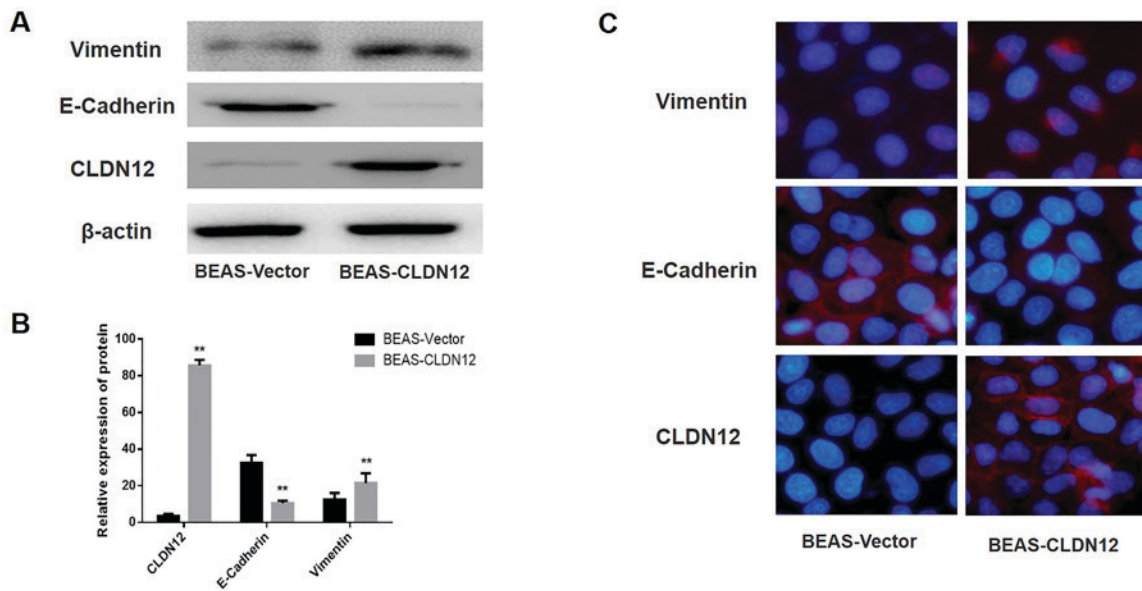 A
Vimentin
E-Cadherin
CLDN12
β-actin
BEAS-Vector
BEAS-CLDN12
B
Relative expression of protein
100
80
60
40
20
0
**
**
**
BEAS-Vector
BEAS-CLDN12
CLDN12
E-Cadherin
Vimentin
C
Vimentin
E-Cadherin
CLDN12
BEAS-Vector
BEAS-CLDN12